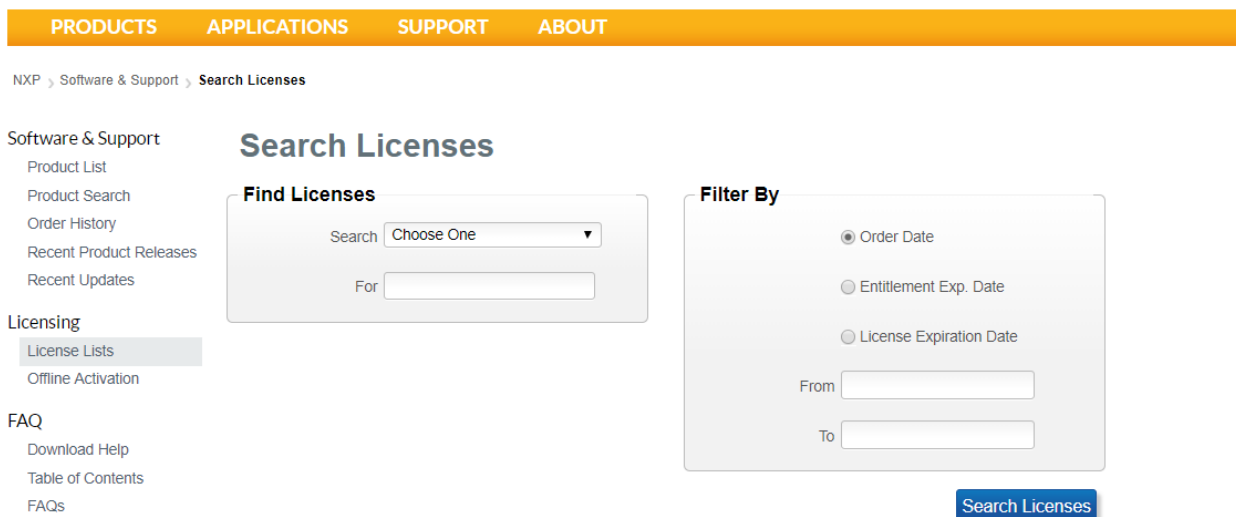 PRODUCTS APPLICATIONS SUPPORT ABOUT
NXP > Software & Support > Search Licenses
Software & Support
Product List
Product Search
Order History
Recent Product Releases
Recent Updates
Licensing
License Lists
Offline Activation
FAQ
Download Help
Table of Contents
FAQs
Search Licenses
Find Licenses
Search Choose One
For
Filter By
Order Date
Entitlement Exp. Date
License Expiration Date
From
To
Search Licenses